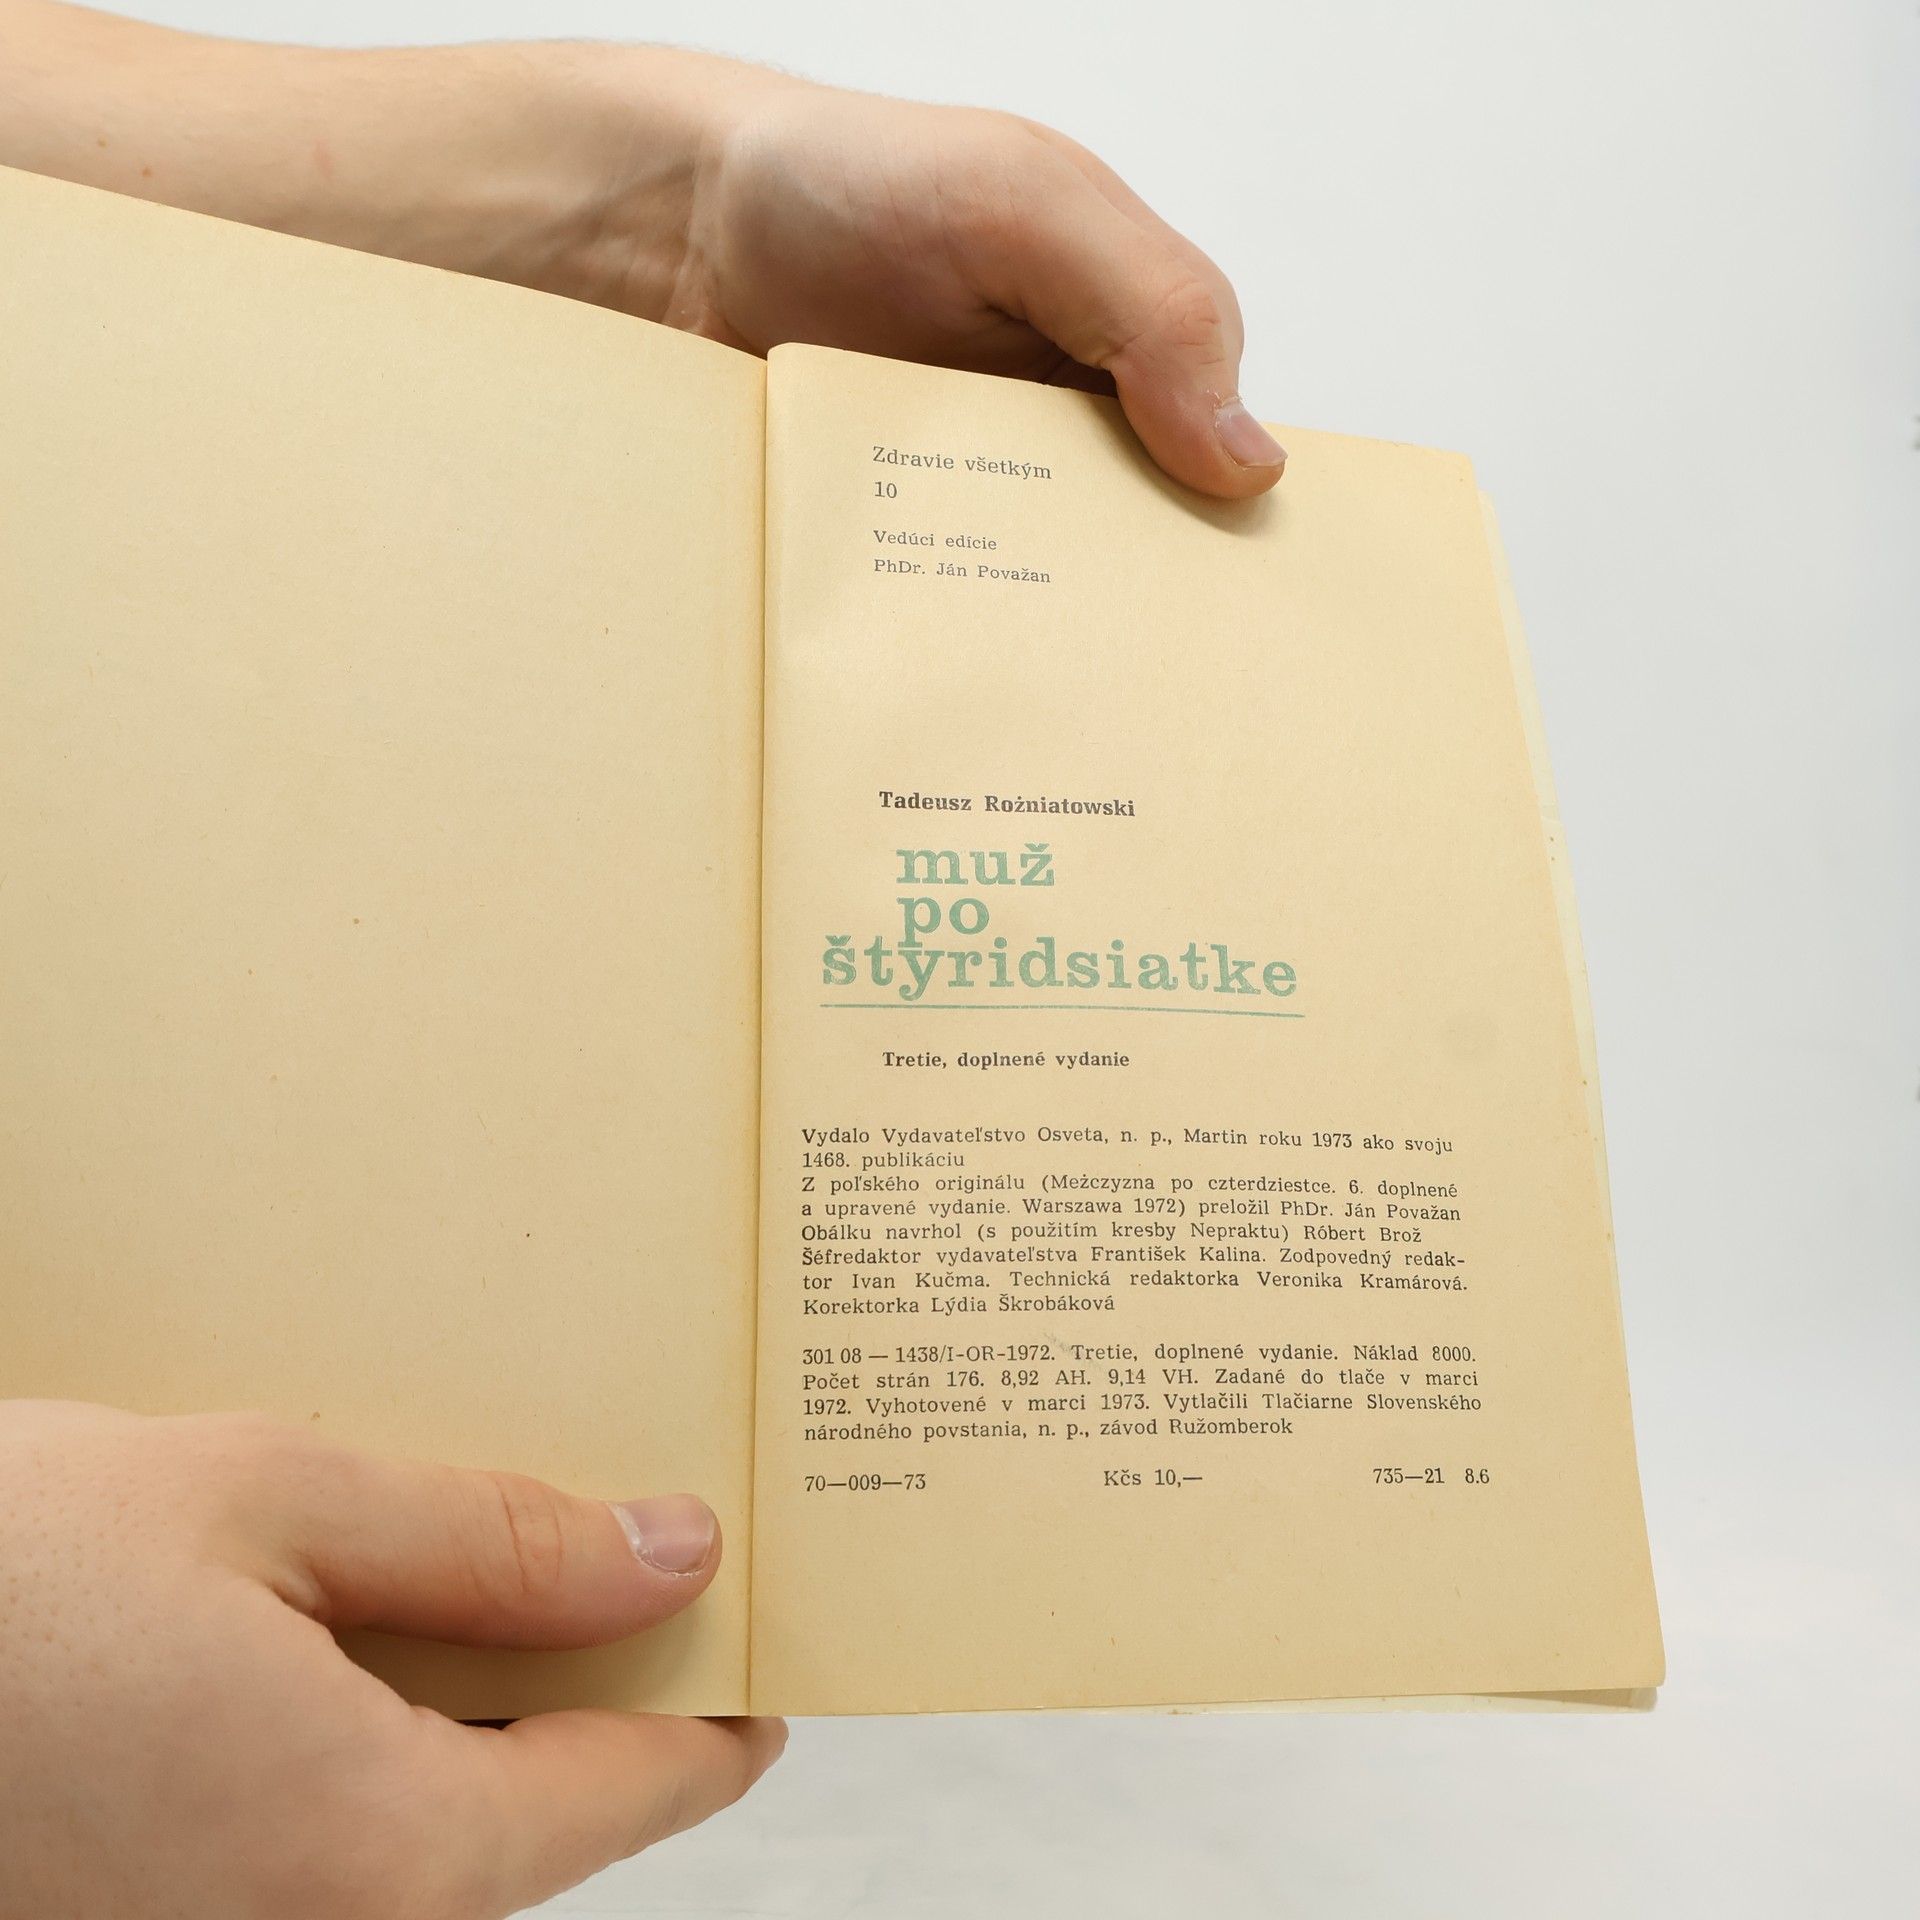 Zdravie všetkým
10
Vedúci edície
PhDr. Ján Považan
Tadeusz Rożniatowski
muž
po
štyridsiatke
Tretie, doplnené vydanie
Vydalo Vydavateľstvo Osveta, n. p., Martin roku 1973 ako svoju
1468. publikáciu
Z poľského originálu (Meżczyzna po czterdziestce. 6. doplnené
a upravené vydanie. Warszawa 1972) preložil PhDr. Ján Považan
Obálku navrhol (s použitím kresby Nepraktu) Róbert Brož
Šéfredaktor vydavateľstva František Kalina. Zodpovedný redak-
tor Ivan Kučma. Technická redaktorka Veronika Kramárová.
Korektorka Lýdia Škrobáková
301 08 — 1438/I-OR-1972. Tretie, doplnené vydanie. Náklad 8000.
Počet strán 176. 8,92 AH. 9,14 VH. Zadané do tlače v marci
1972. Vyhotovené v marci 1973. Vytlačili Tlačiarne Slovenského
národného povstania, n. p., závod Ružomberok
70—009—73 Kčs 10,— 735—21 8.6